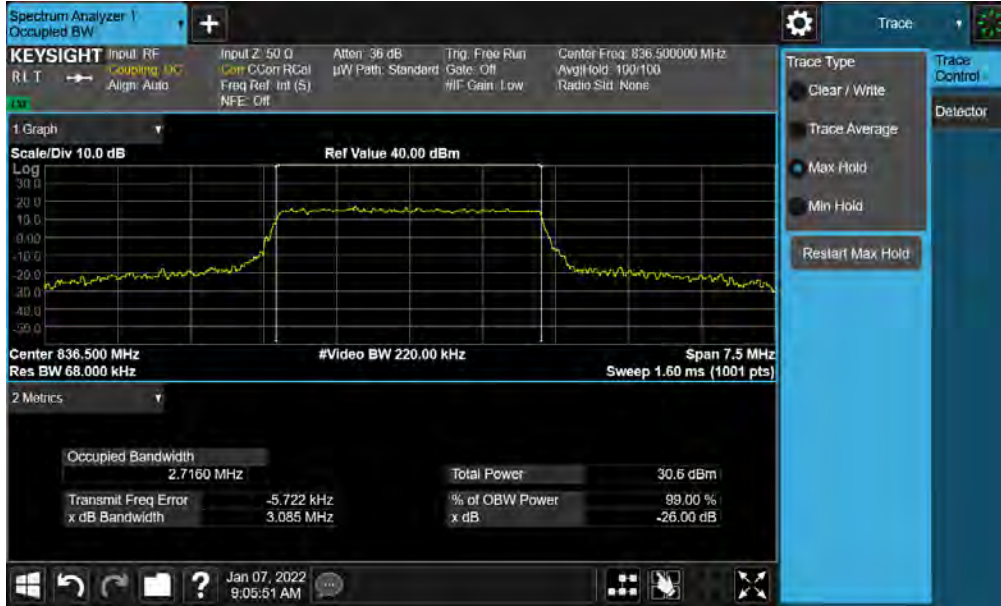 Spectrum Analyzer 1
Occupied BW
Trace
KEYSIGHT
R L T
Input: RF
Coupling: DC
Align: Auto
Input Z: 50 Ω
Corr CCorr RCal
Freq Ref: Int (S)
NFE: Off
Atten: 36 dB
µW Path: Standard
Trig: Free Run
Gate: Off
#IF Gain: Low
Center Freq: 836.500000 MHz
Avg|Hold: 100/100
Radio Std: None
Trace Type
Clear / Write
Trace Average
Max Hold
Min Hold
Restart Max Hold
Trace
Control
Detector
1 Graph
Scale/Div 10.0 dB
Ref Value 40.00 dBm
Log
30.0
20.0
10.0
0.00
-10.0
-20.0
-30.0
-40.0
-50.0
Center 836.500 MHz
#Video BW 220.00 kHz
Span 7.5 MHz
Res BW 68.000 kHz
Sweep 1.60 ms (1001 pts)
2 Metrics
Occupied Bandwidth
2.7160 MHz
Total Power
30.6 dBm
Transmit Freq Error
-5.722 kHz
% of OBW Power
99.00 %
x dB Bandwidth
3.085 MHz
x dB
-26.00 dB
?
Jan 07, 2022
9:05:51 AM